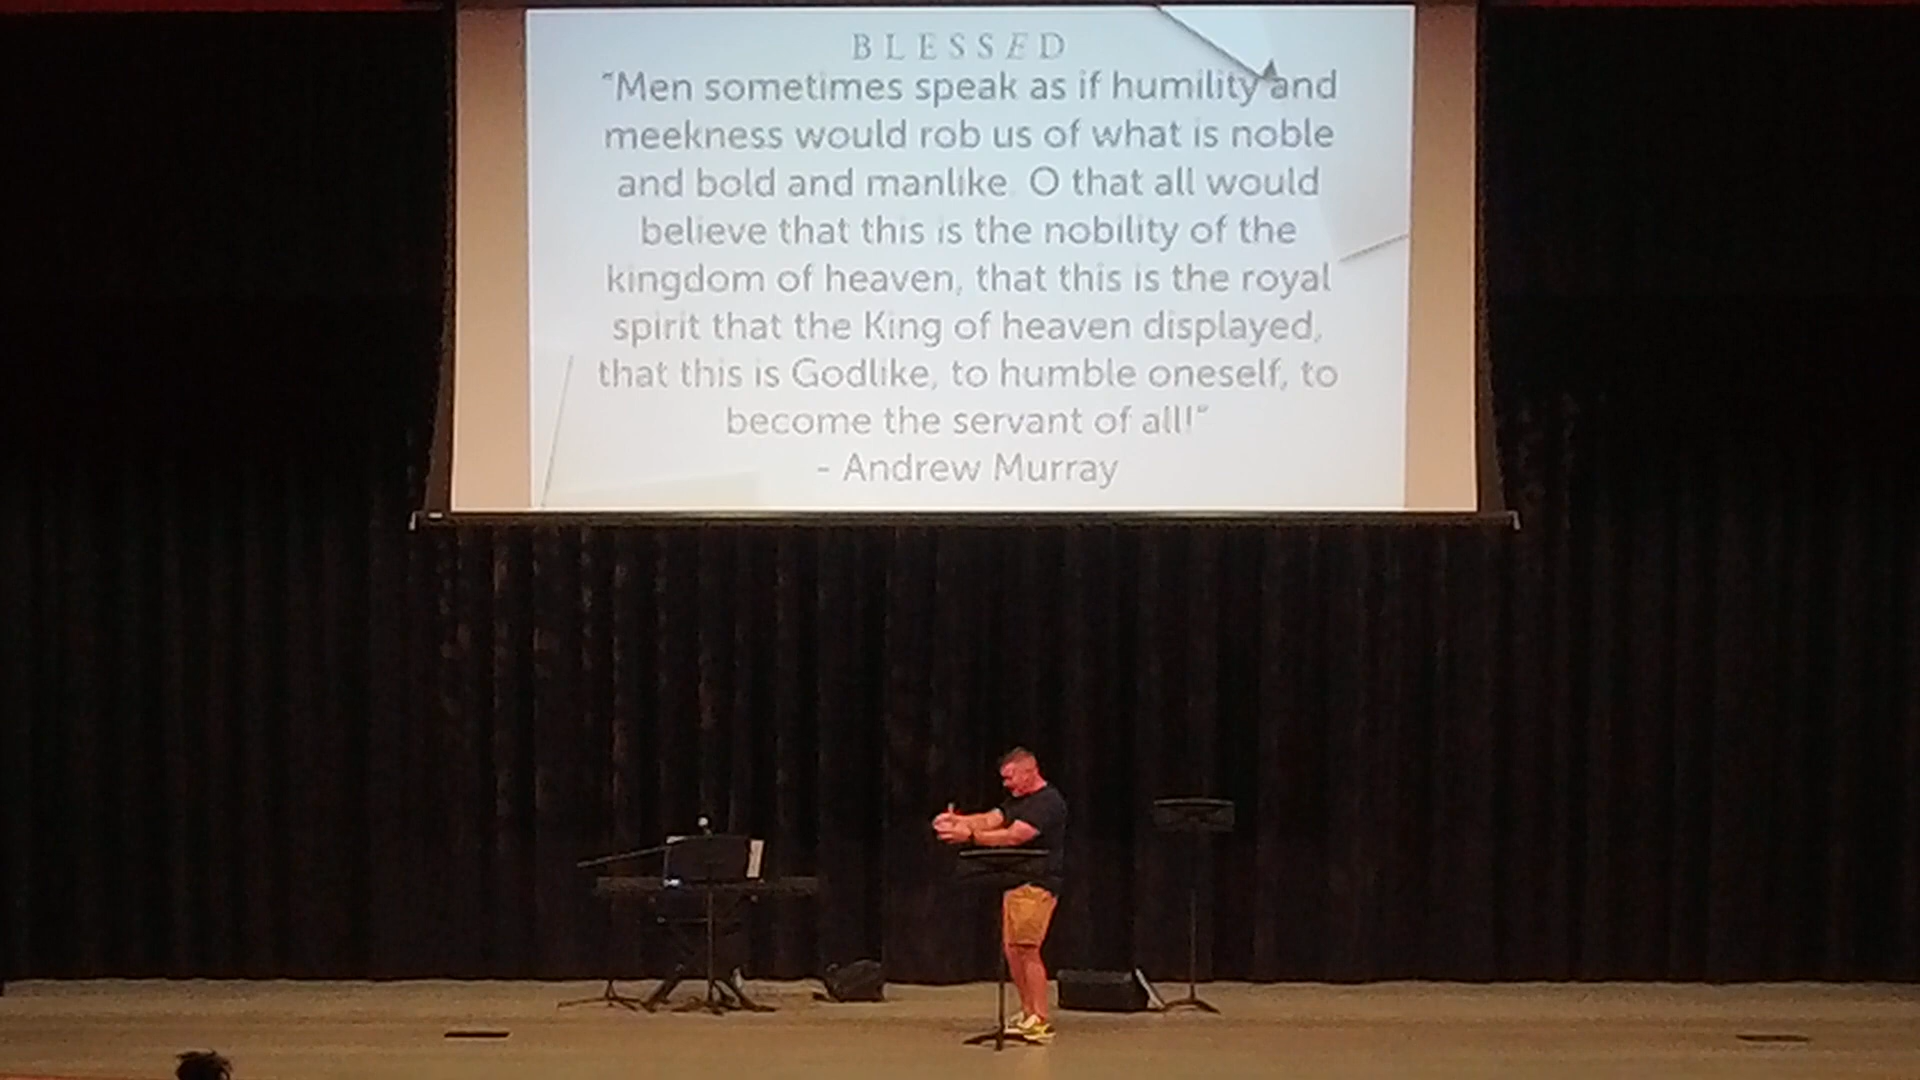 BLESSED
“Men sometimes speak as if humility and
meekness would rob us of what is noble
and bold and manlike. O that all would
believe that this is the nobility of the
kingdom of heaven, that this is the royal
spirit that the King of heaven displayed,
that this is Godlike, to humble oneself, to
become the servant of all!”
- Andrew Murray